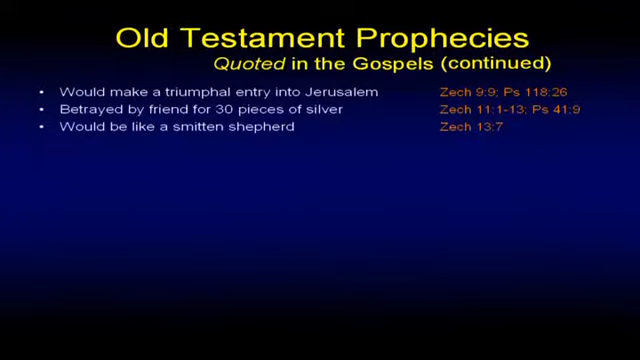 Old Testament Prophecies
Quoted in the Gospels (continued)
• Would make a triumphal entry into Jerusalem Zech 9:9; Ps 118:26
• Betrayed by friend for 30 pieces of silver Zech 11:1-13; Ps 41:9
• Would be like a smitten shepherd Zech 13:7